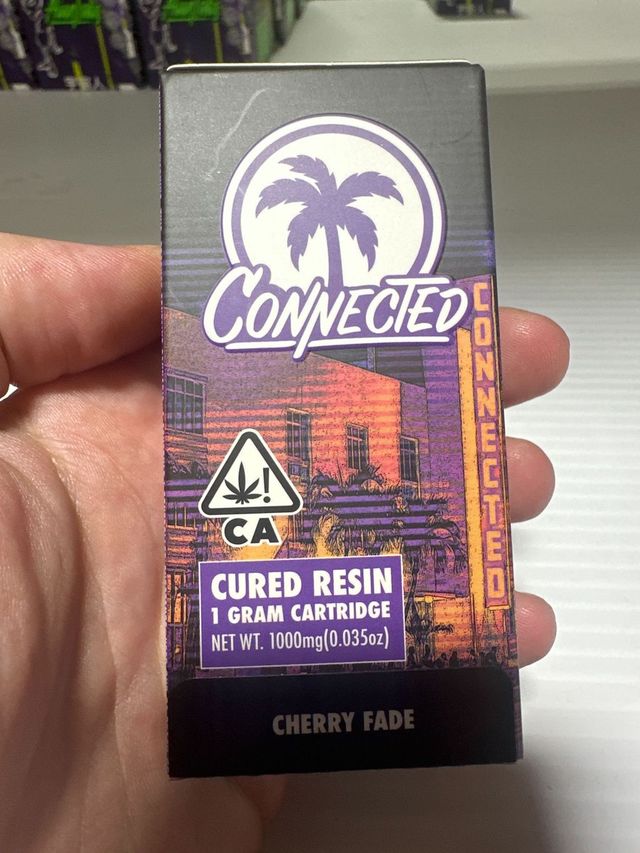 CONNECTED
CONNECTED
CA
CURED RESIN
1 GRAM CARTRIDGE
NET WT. 1000mg(0.035oz)
CHERRY FADE